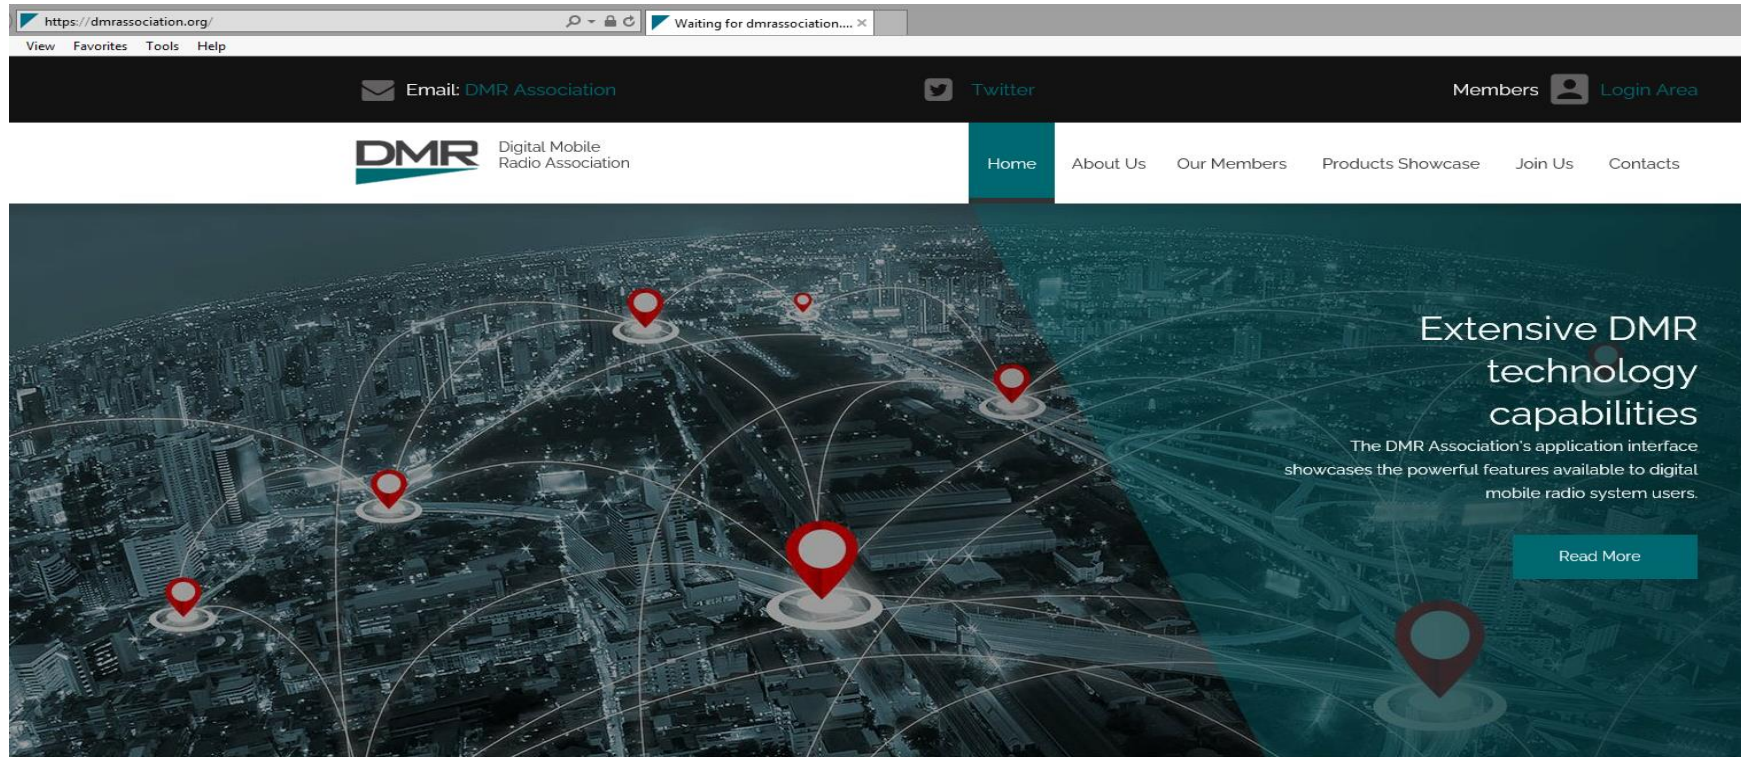 https://dmrassociation.org/
Waiting for dmrassociation....
View Favorites Tools Help
Email: DMR Association
Twitter
Members Login Area
DMR
Digital Mobile
Radio Association
Home About Us Our Members Products Showcase Join Us Contacts
Extensive DMR
technology
capabilities
The DMR Association's application interface
showcases the powerful features available to digital
mobile radio system users.
Read More